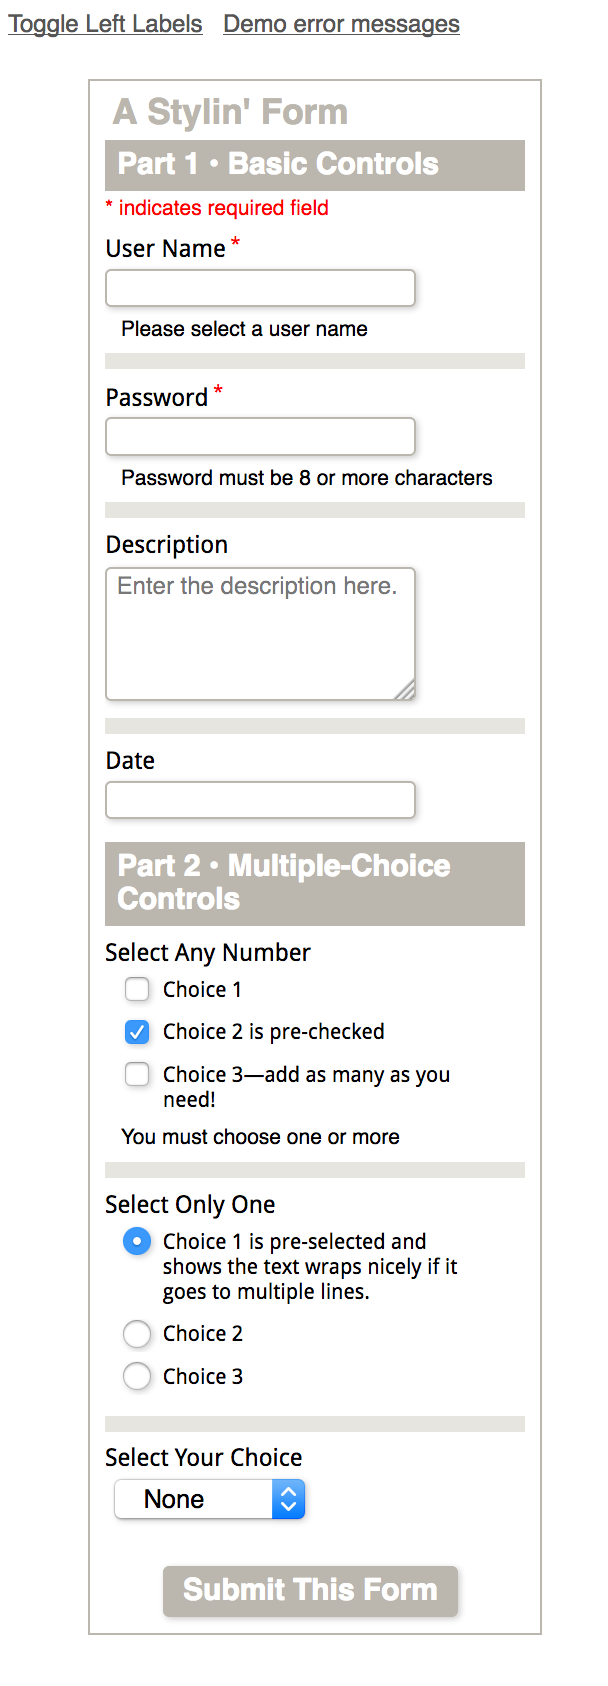 Toggle Left Labels Demo error messages
A Stylin' Form
Part 1 • Basic Controls
* indicates required field
User Name *
Please select a user name
Password *
Password must be 8 or more characters
Description
Enter the description here.
Date
Part 2 • Multiple-Choice
Controls
Select Any Number
Choice 1
Choice 2 is pre-checked
Choice 3—add as many as you
need!
You must choose one or more
Select Only One
Choice 1 is pre-selected and
shows the text wraps nicely if it
goes to multiple lines.
Choice 2
Choice 3
Select Your Choice
None
Submit This Form